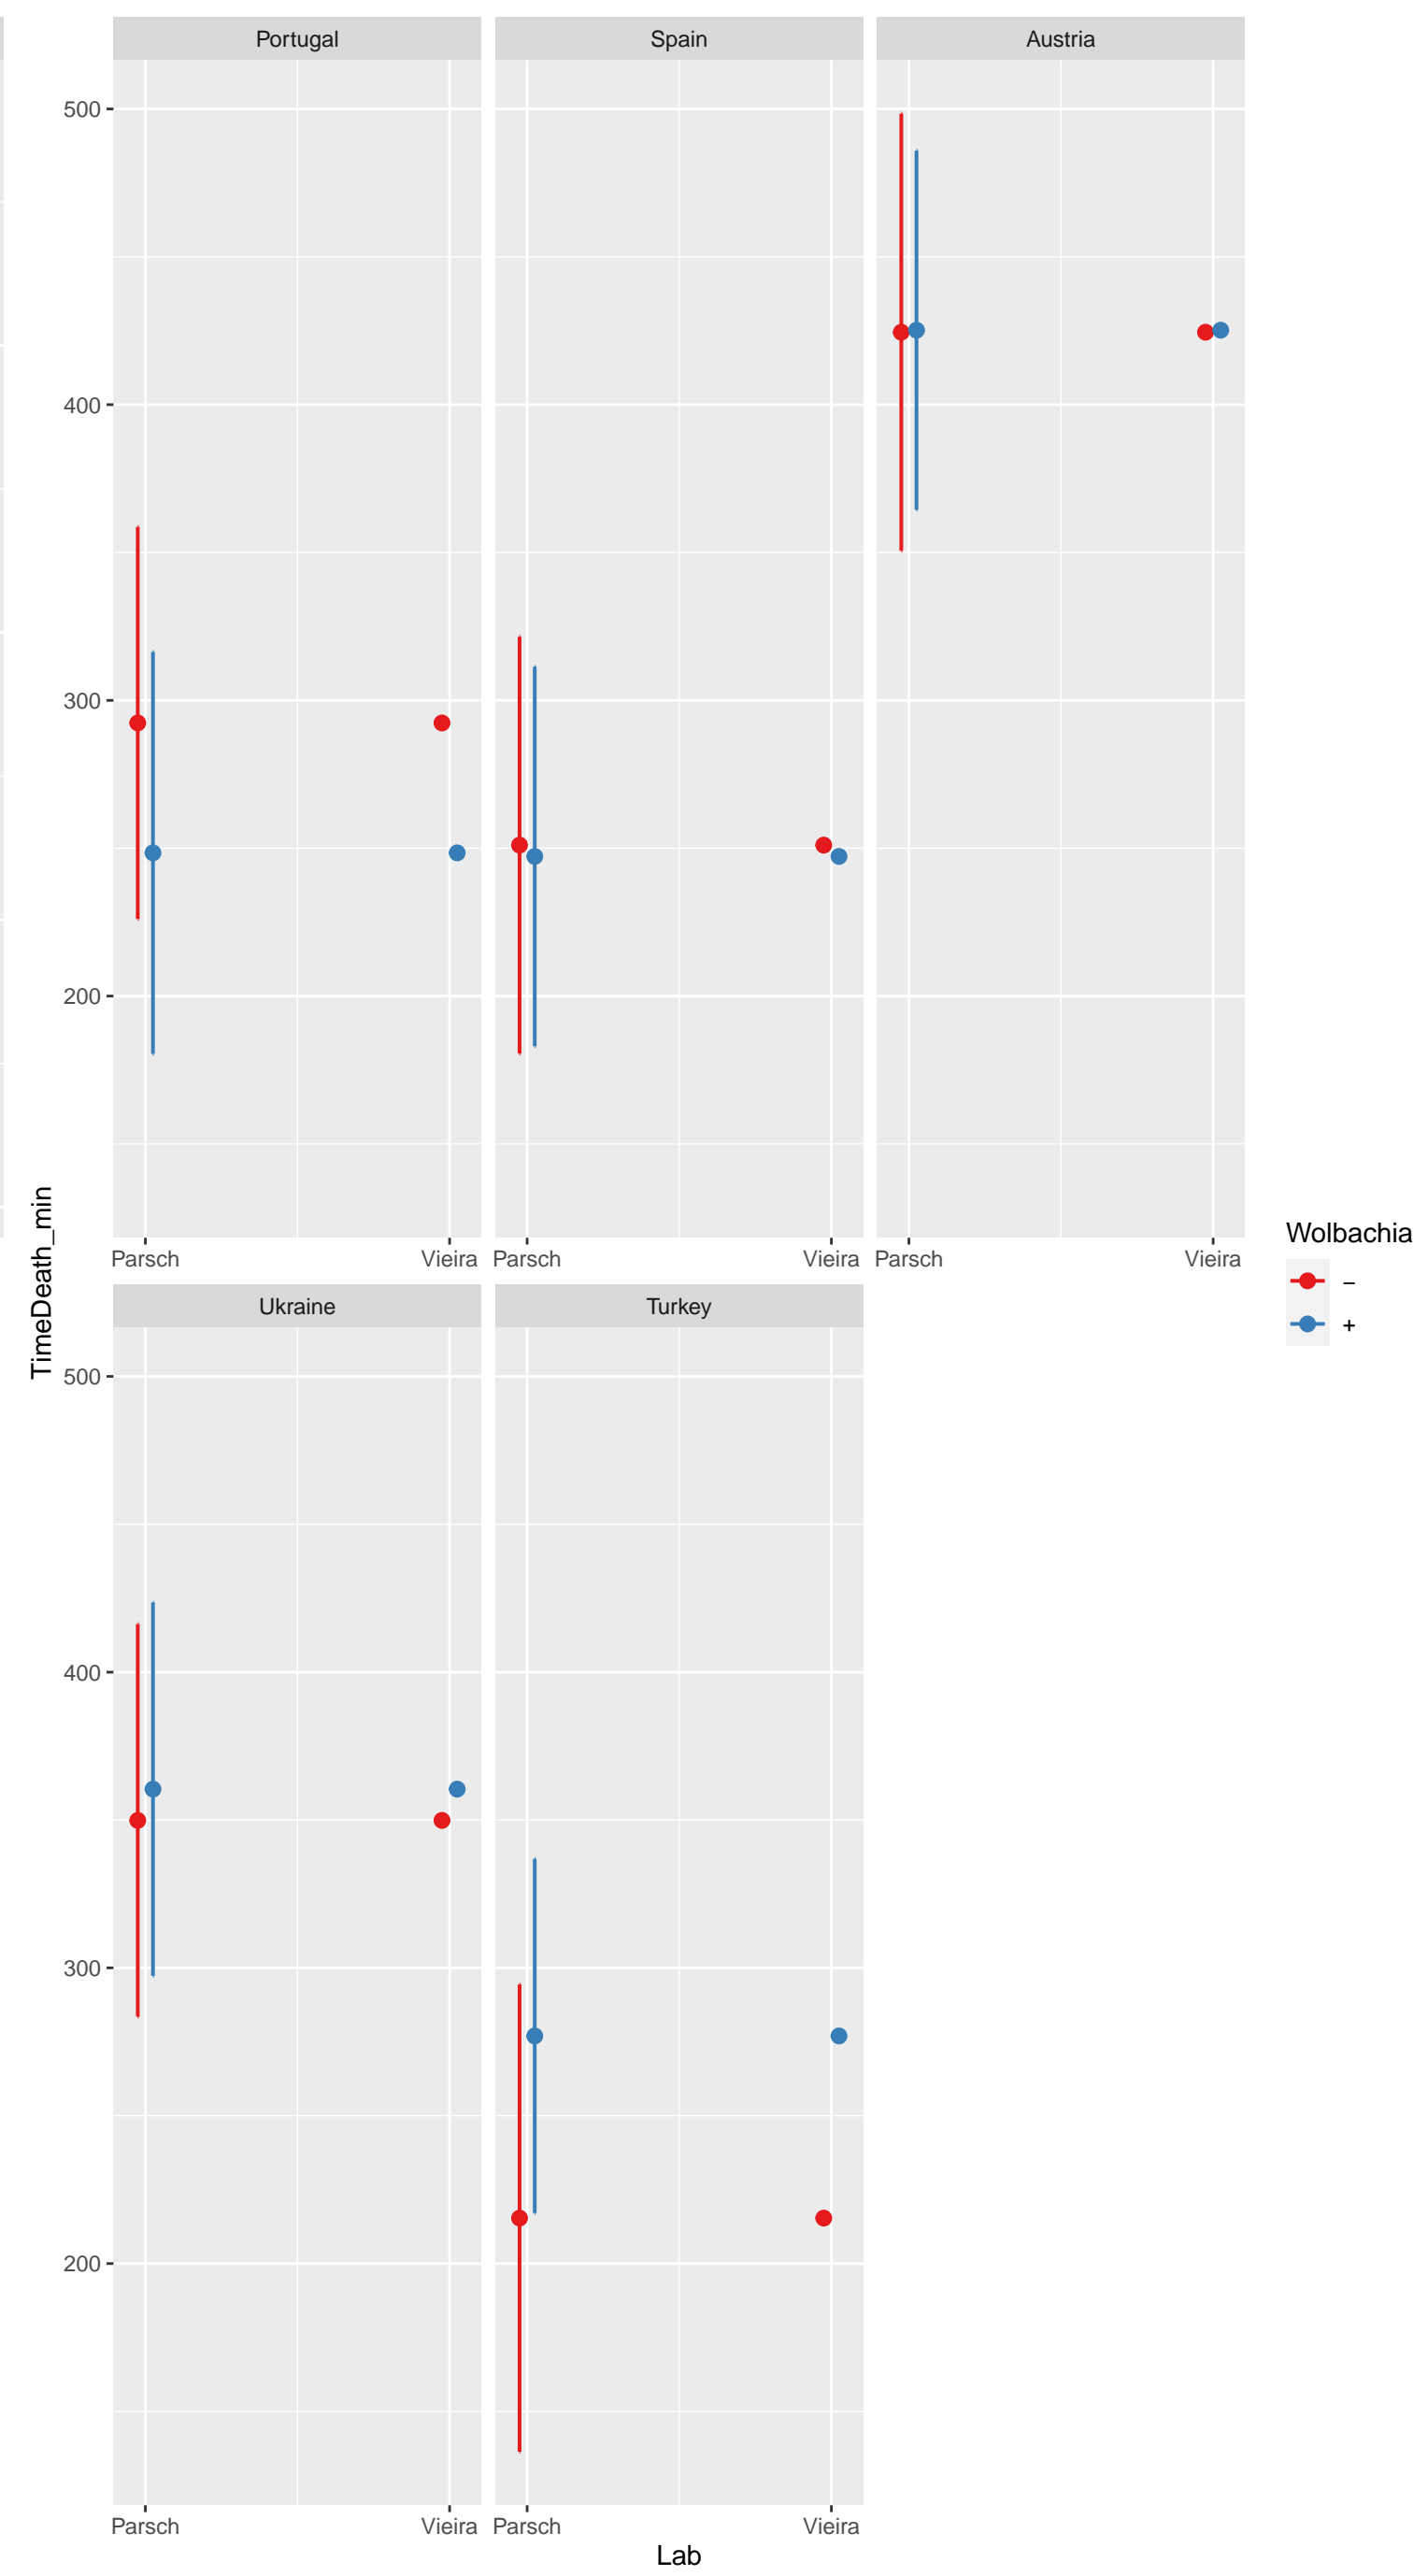 Portugal Spain Austria
500
400
300
200
Parsch Vieira Parsch Vieira Parsch Vieira
TimeDeath_min
Wolbachia
−
+
Ukraine Turkey
500
400
300
200
Parsch Vieira Parsch Vieira
Lab